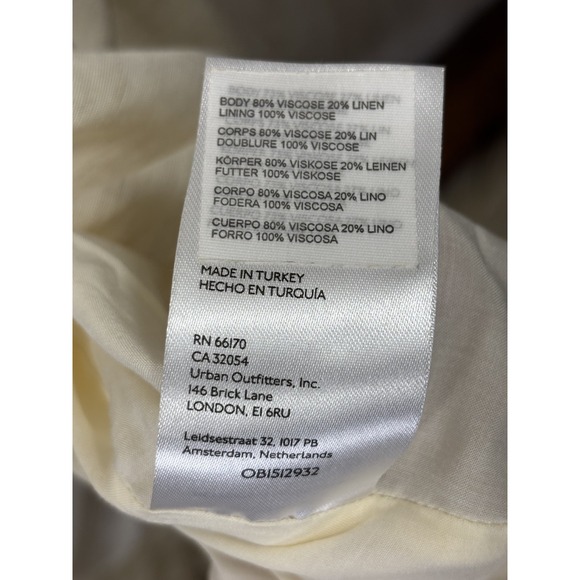 BODY 80% VISCOSE 20% LINEN
LINING 100% VISCOSE
CORPS 80% VISCOSE 20% LIN
DOUBLURE 100% VISCOSE
KÖRPER 80% VISKOSE 20% LEINEN
FUTTER 100% VISKOSE
CORPO 80% VISCOSA 20% LINO
FODERA 100% VISCOSA
CUERPO 80% VISCOSA 20% LINO
FORRO 100% VISCOSA
MADE IN TURKEY
HECHO EN TURQUÍA
RN 66170
CA 32054
Urban Outfitters, Inc.
146 Brick Lane
LONDON, E1 6RU
Leidsestraat 32, 1017 PB
Amsterdam, Netherlands
OB1512932